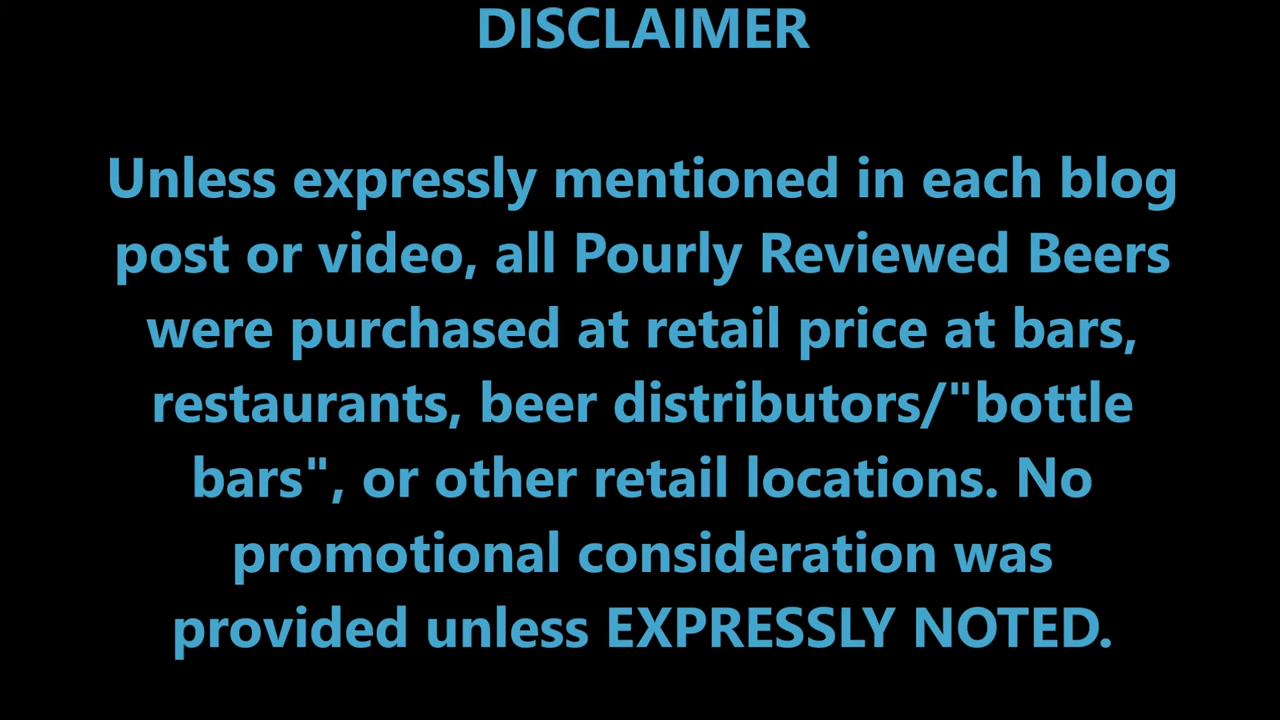 DISCLAIMER
Unless expressly mentioned in each blog
post or video, all Pourly Reviewed Beers
were purchased at retail price at bars,
restaurants, beer distributors/"bottle
bars", or other retail locations. No
promotional consideration was
provided unless EXPRESSLY NOTED.